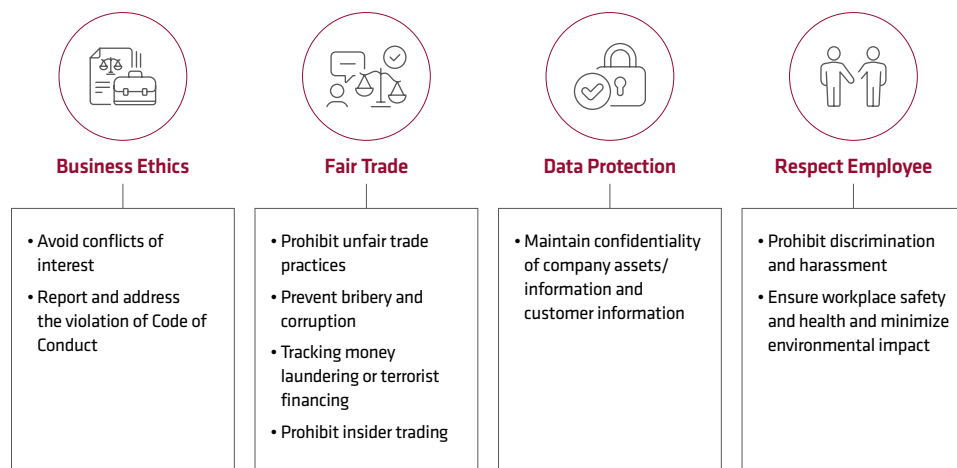 Business Ethics
• Avoid conflicts of
interest
• Report and address
the violation of Code of
Conduct
Fair Trade
• Prohibit unfair trade
practices
• Prevent bribery and
corruption
• Tracking money
laundering or terrorist
financing
• Prohibit insider trading
Data Protection
• Maintain confidentiality
of company assets/
information and
customer information
Respect Employee
• Prohibit discrimination
and harassment
• Ensure workplace safety
and health and minimize
environmental impact